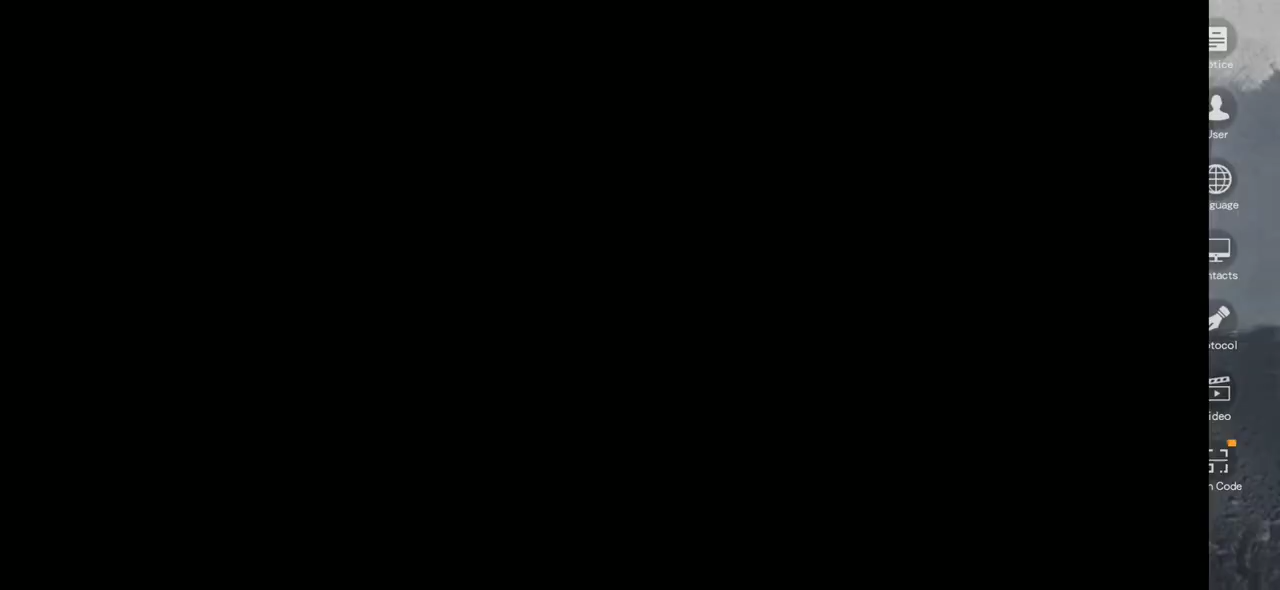 otice
User
guage
ntacts
otocol
ideo
n Code